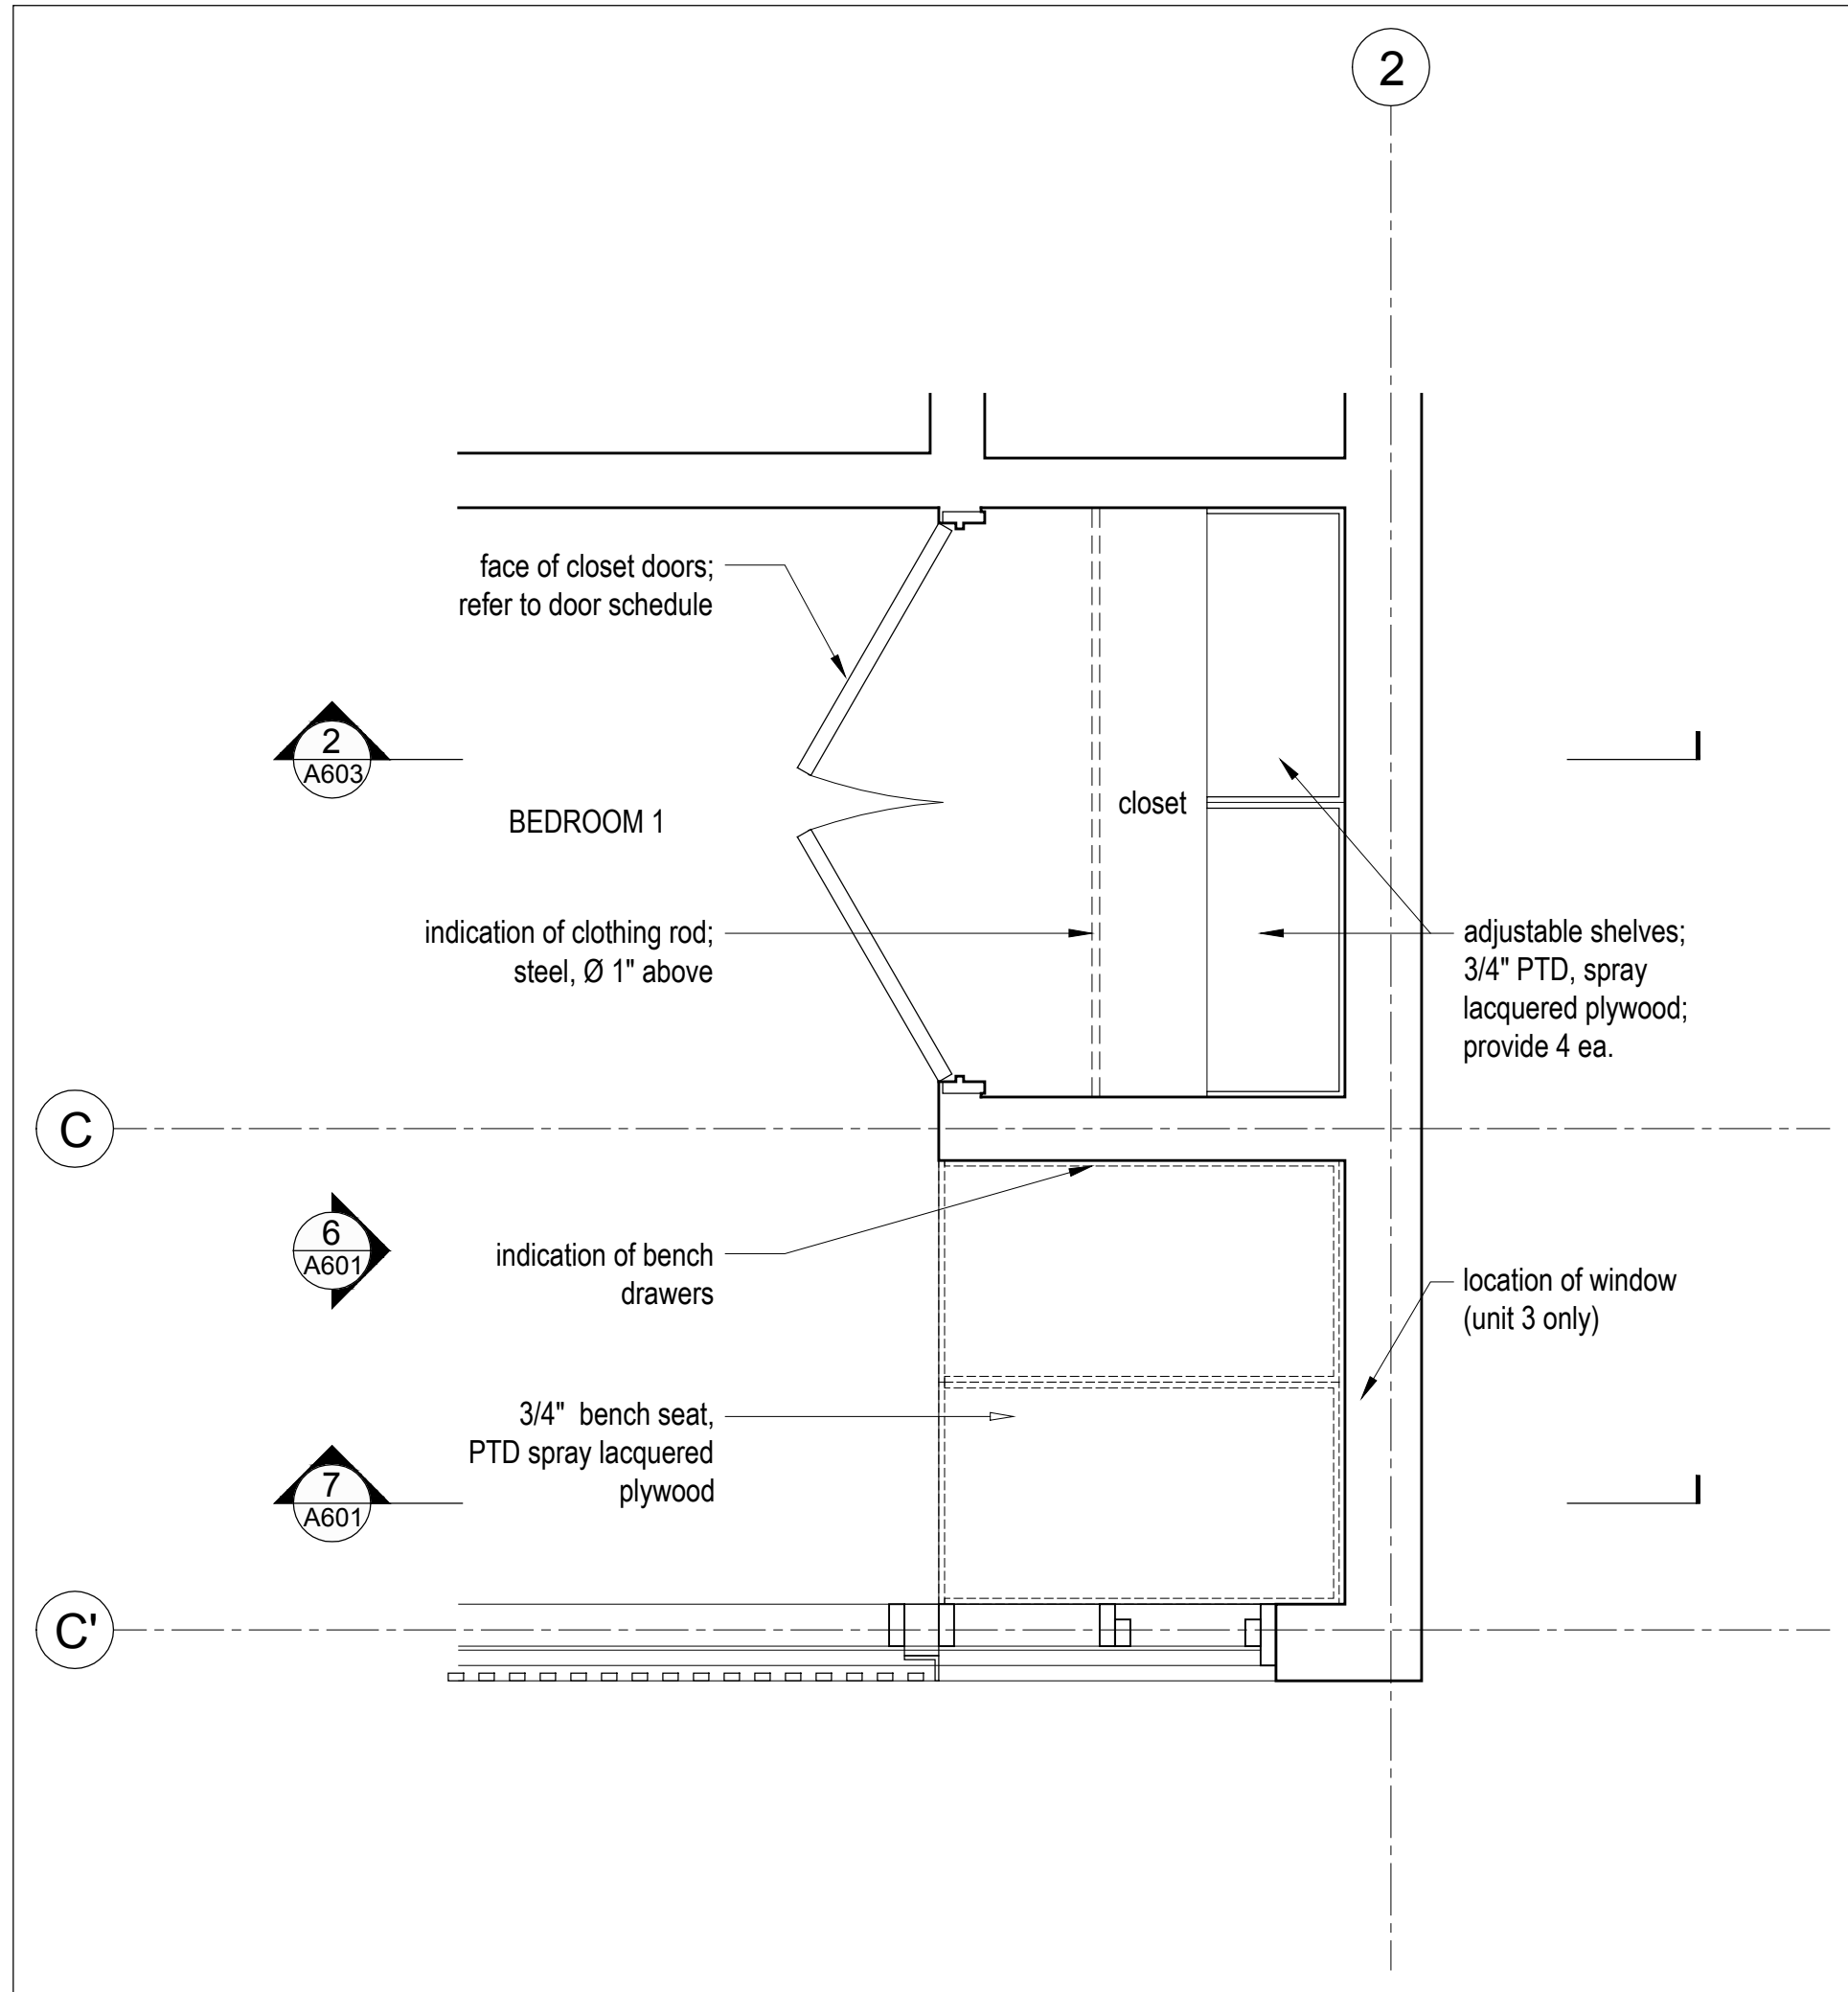 2
face of closet doors;
refer to door schedule
2
A603
BEDROOM 1
closet
indication of clothing rod;
steel, Ø 1" above
adjustable shelves;
3/4" PTD, spray
lacquered plywood;
provide 4 ea.
C
6
A601
indication of bench
drawers
location of window
(unit 3 only)
3/4" bench seat,
PTD spray lacquered
plywood
7
A601
C'